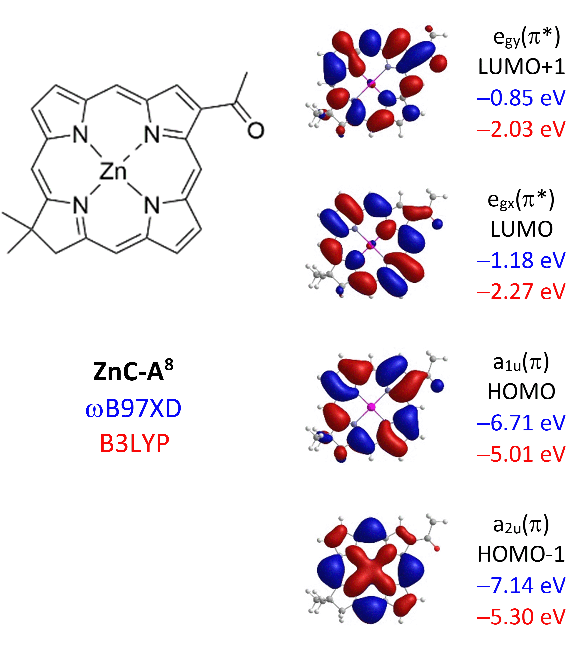 O
N
N
Zn
N
N
ZnC-A⁸
ωB97XD
B3LYP
e_gy(π*)
LUMO+1
−0.85 eV
−2.03 eV
e_gx(π*)
LUMO
−1.18 eV
−2.27 eV
a_1u(π)
HOMO
−6.71 eV
−5.01 eV
a_2u(π)
HOMO-1
−7.14 eV
−5.30 eV